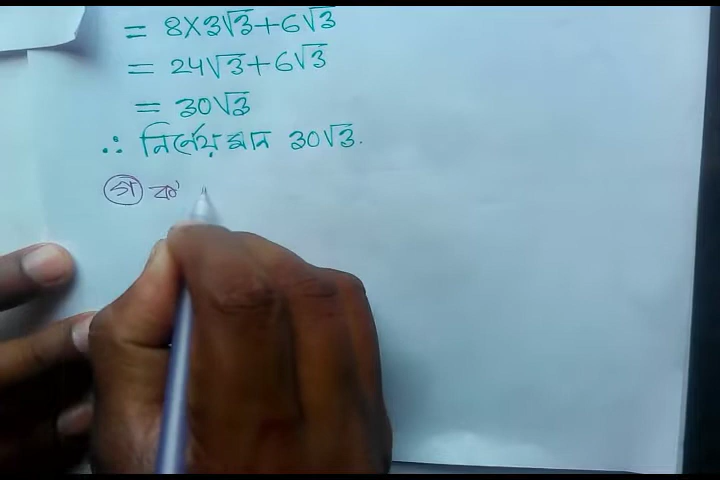 = 8×3√3+6√3
= 24√3+6√3
= 30√3
∴ নির্ণেয় মান 30√3.
গ ক'